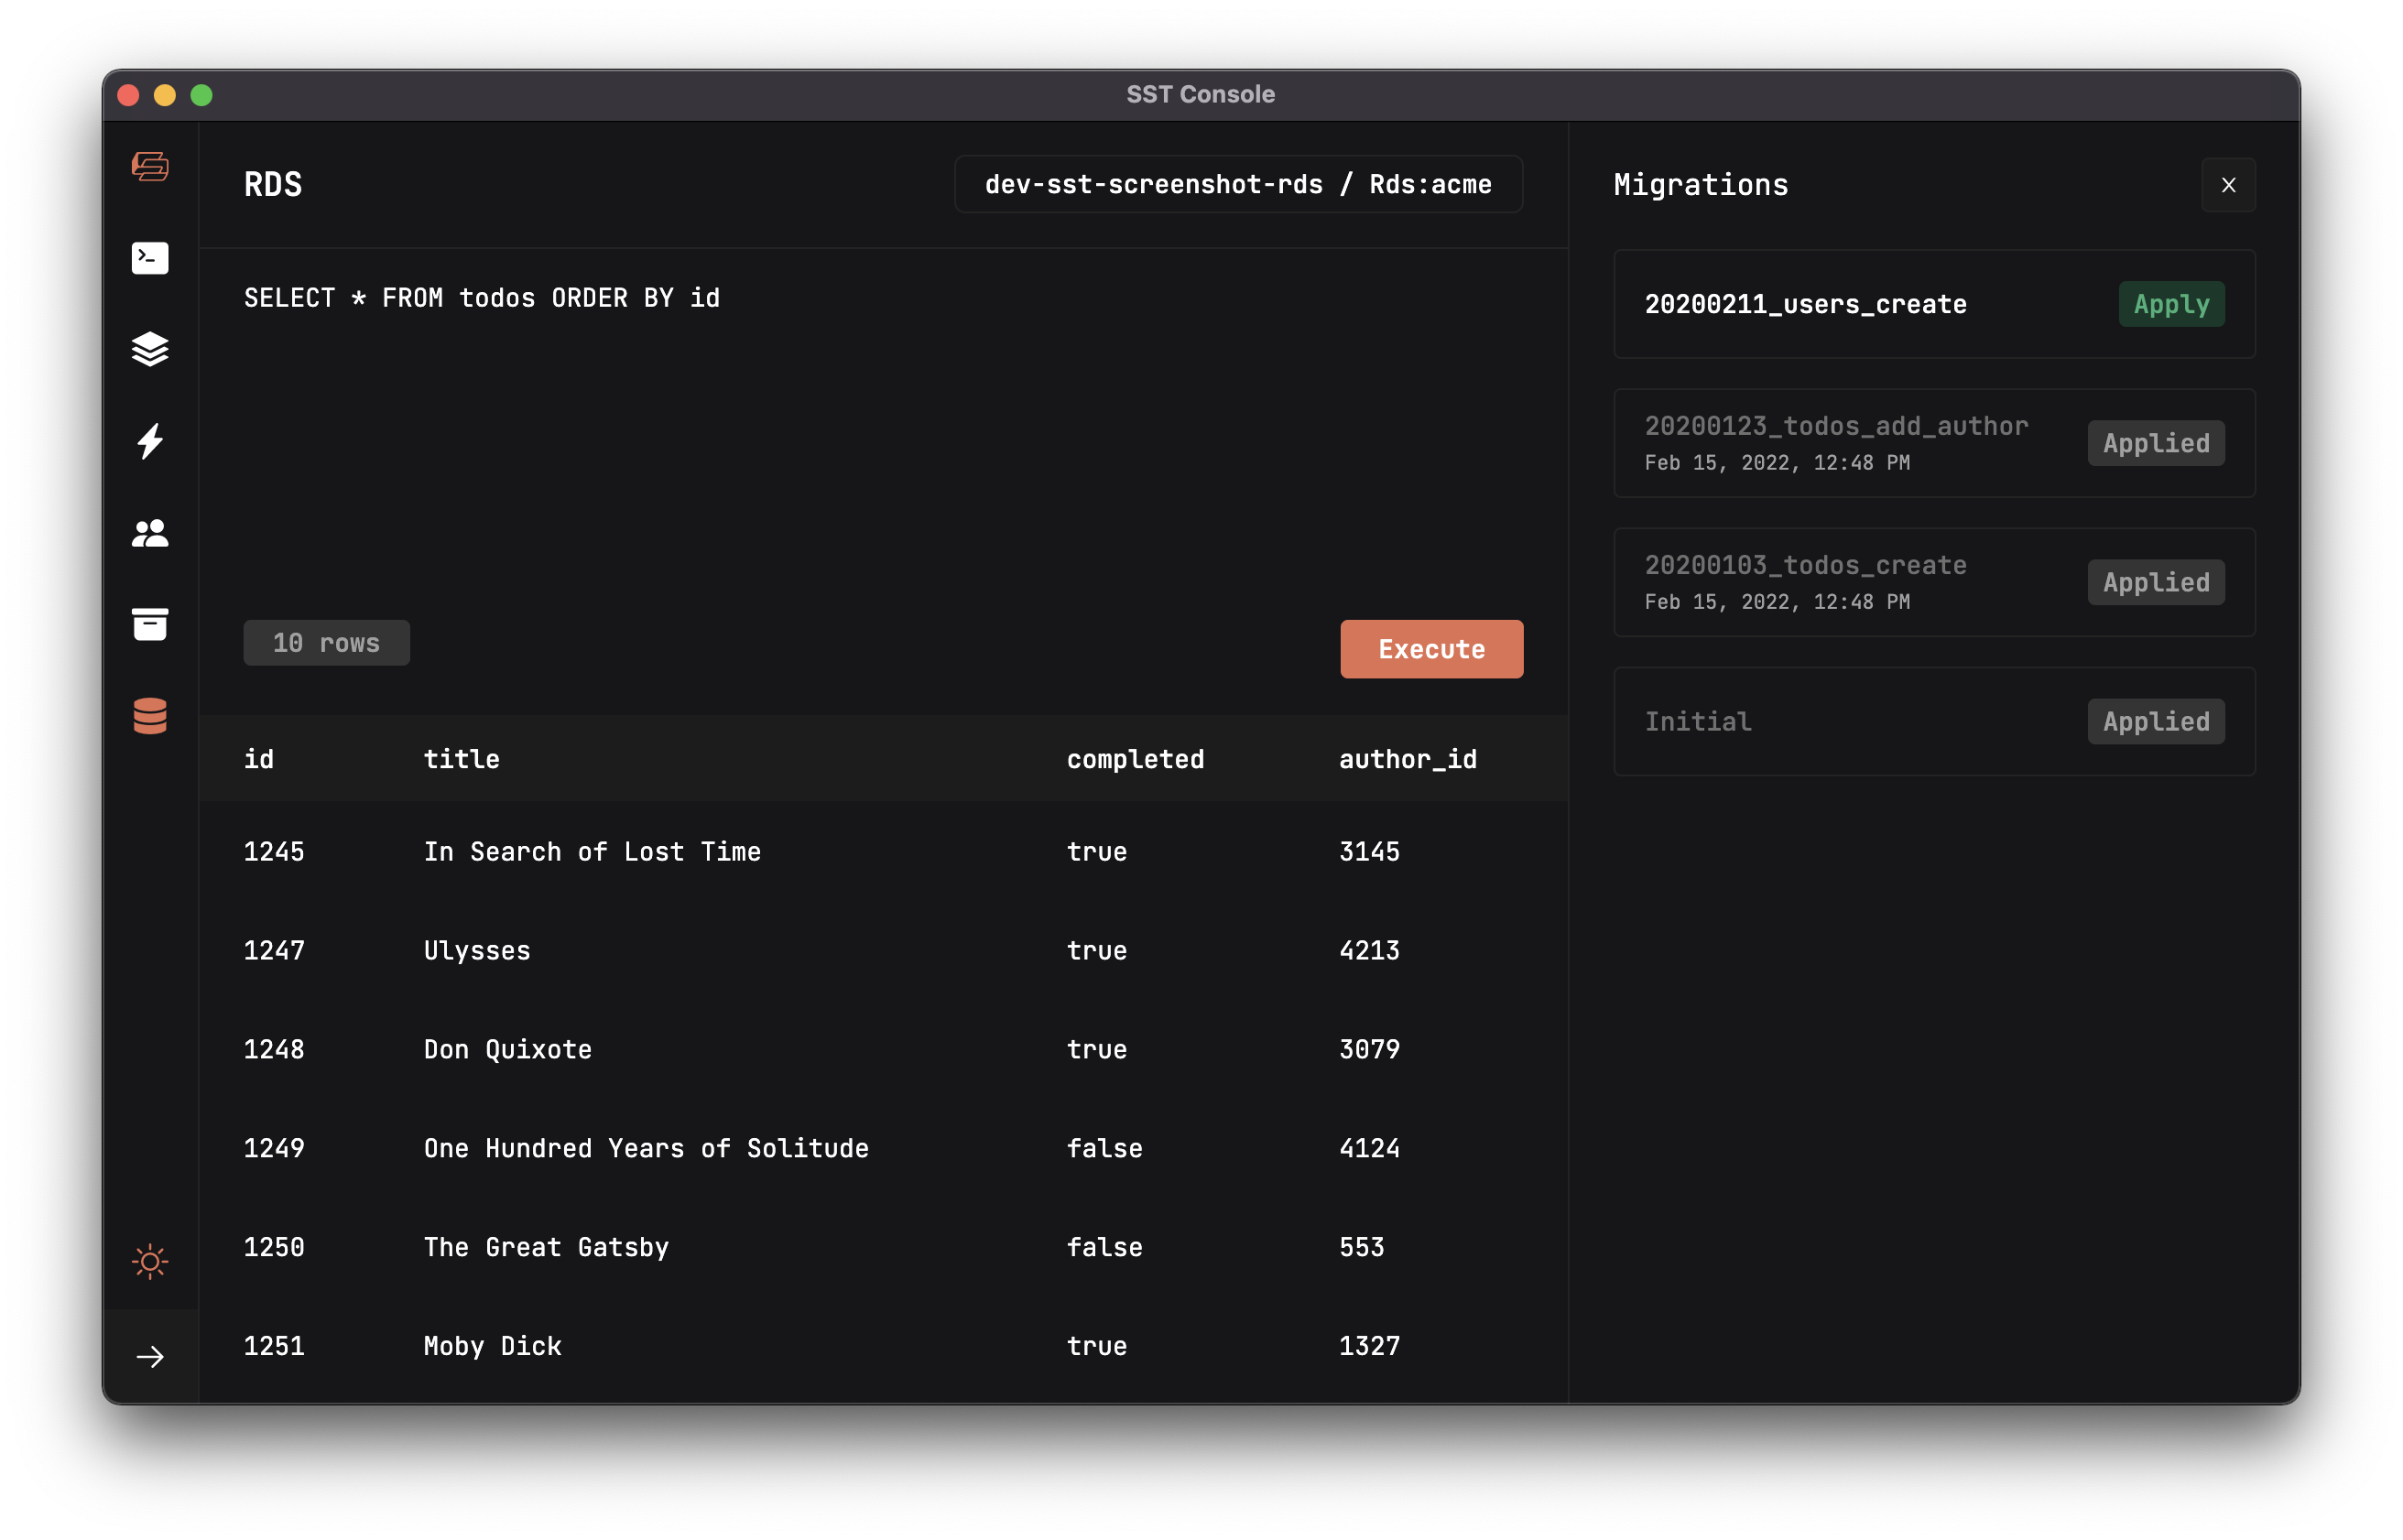 SST Console
RDS
dev-sst-screenshot-rds / Rds:acme
SELECT * FROM todos ORDER BY id
10 rows
Execute
id title completed author_id
1245 In Search of Lost Time true 3145
1247 Ulysses true 4213
1248 Don Quixote true 3079
1249 One Hundred Years of Solitude false 4124
1250 The Great Gatsby false 553
1251 Moby Dick true 1327
Migrations
X
20200211_users_create
Apply
20200123_todos_add_author
Feb 15, 2022, 12:48 PM
Applied
20200103_todos_create
Feb 15, 2022, 12:48 PM
Applied
Initial
Applied